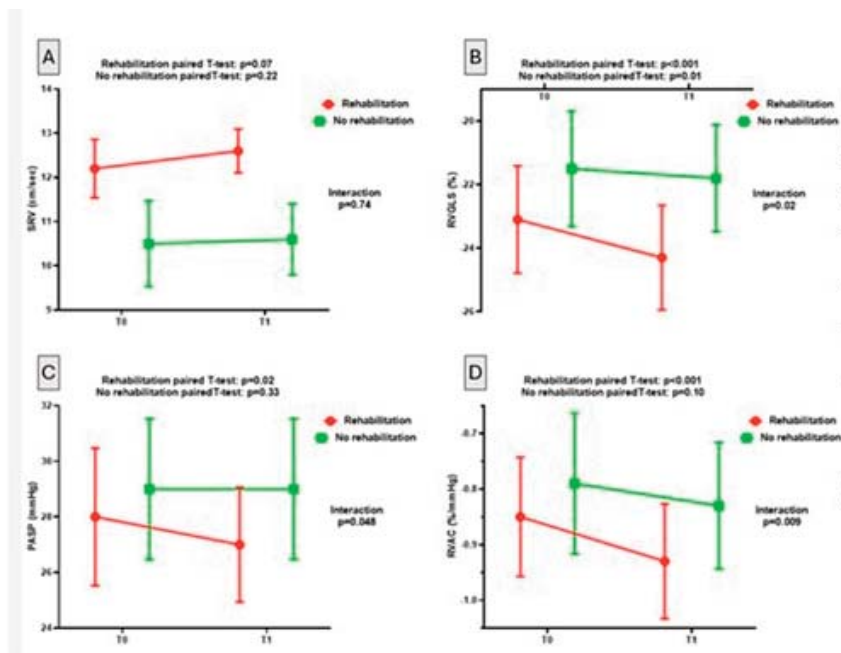 A
Rehabilitation paired T-test: p=0.07
No rehabilitation pairedT-test: p=0.22
14
13
12
11
10
9
SRV (cm/sec)
T0
T1
Rehabilitation
No rehabilitation
Interaction
p=0.74
B
Rehabilitation paired T-test: p<0.001
No rehabilitation pairedT-test: p=0.01
T0
T1
-20
-22
-24
-26
RVGLS (%)
Rehabilitation
No rehabilitation
Interaction
p=0.02
C
Rehabilitation paired T-test: p=0.02
No rehabilitation pairedT-test: p=0.33
32
30
28
26
24
PASP (mmHg)
T0
T1
Rehabilitation
No rehabilitation
Interaction
p=0.048
D
Rehabilitation paired T-test: p<0.001
No rehabilitation pairedT-test: p=0.10
-0.7
-0.8
-0.9
-1.0
RVAC (%/mmHg)
T0
T1
Rehabilitation
No rehabilitation
Interaction
p=0.009